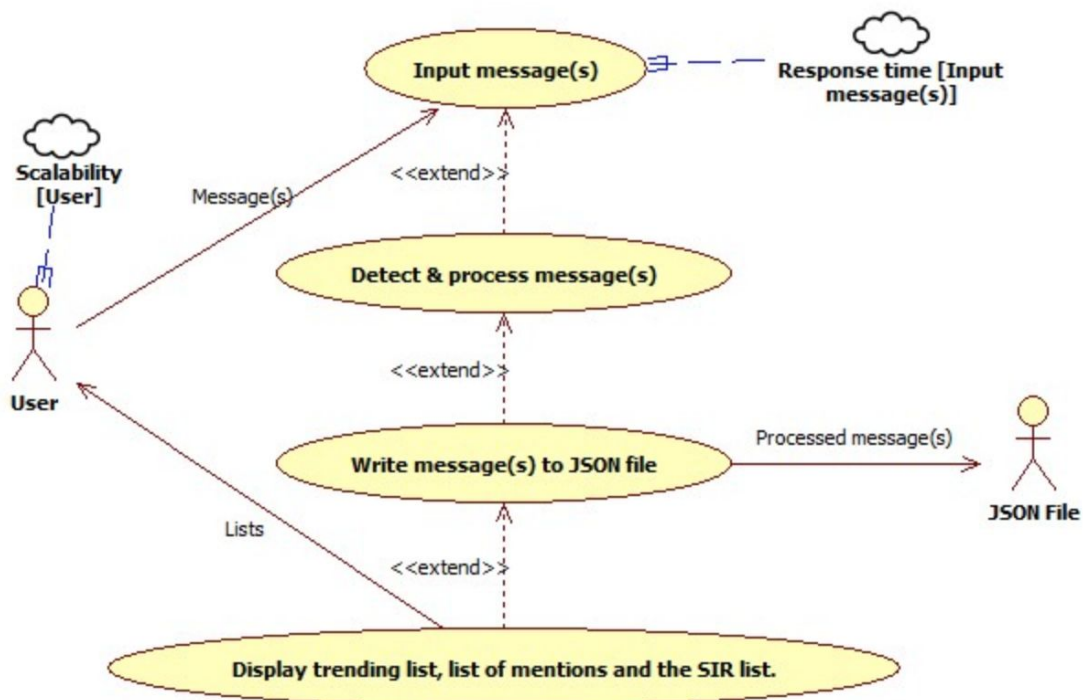 Input message(s)
Response time [Input
message(s)]
Scalability
[User]
<<extend>>
Message(s)
Detect & process message(s)
<<extend>>
User
Processed message(s)
Write message(s) to JSON file
JSON File
Lists
<<extend>>
Display trending list, list of mentions and the SIR list.